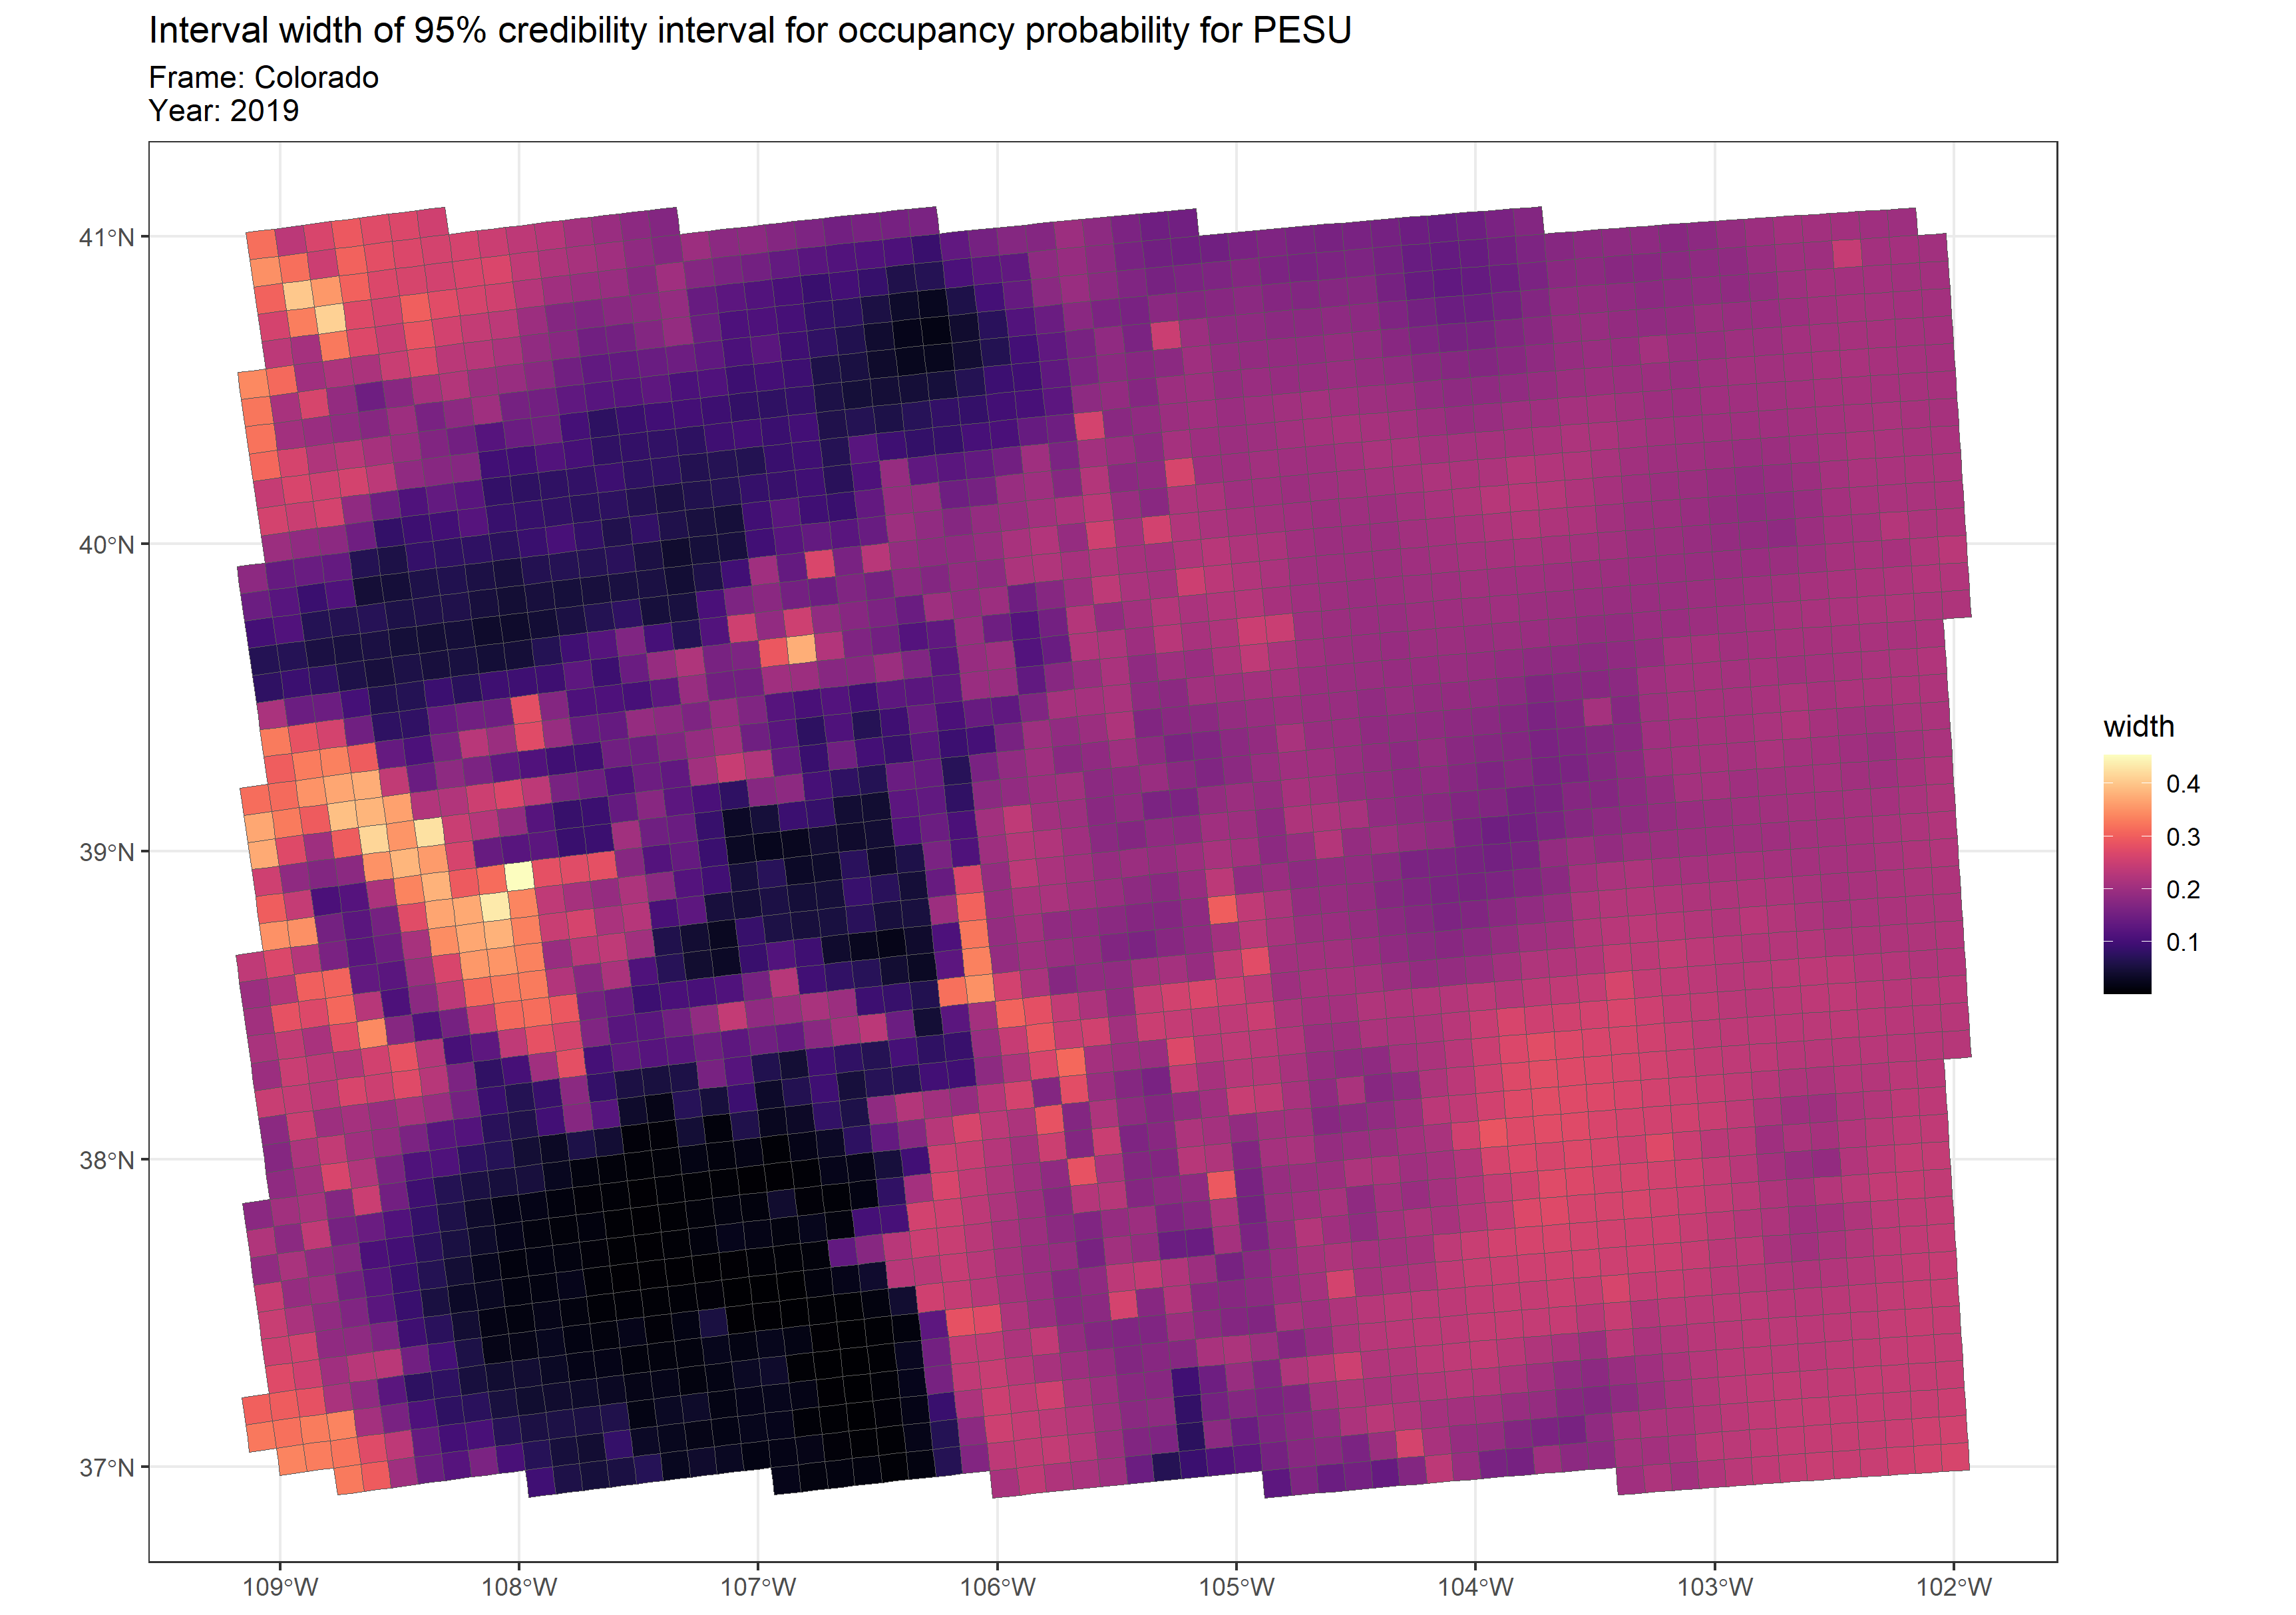 Interval width of 95% credibility interval for occupancy probability for PESU
Frame: Colorado
Year: 2019
41°N
40°N
39°N
38°N
37°N
109°W
108°W
107°W
106°W
105°W
104°W
103°W
102°W
width
0.4
0.3
0.2
0.1